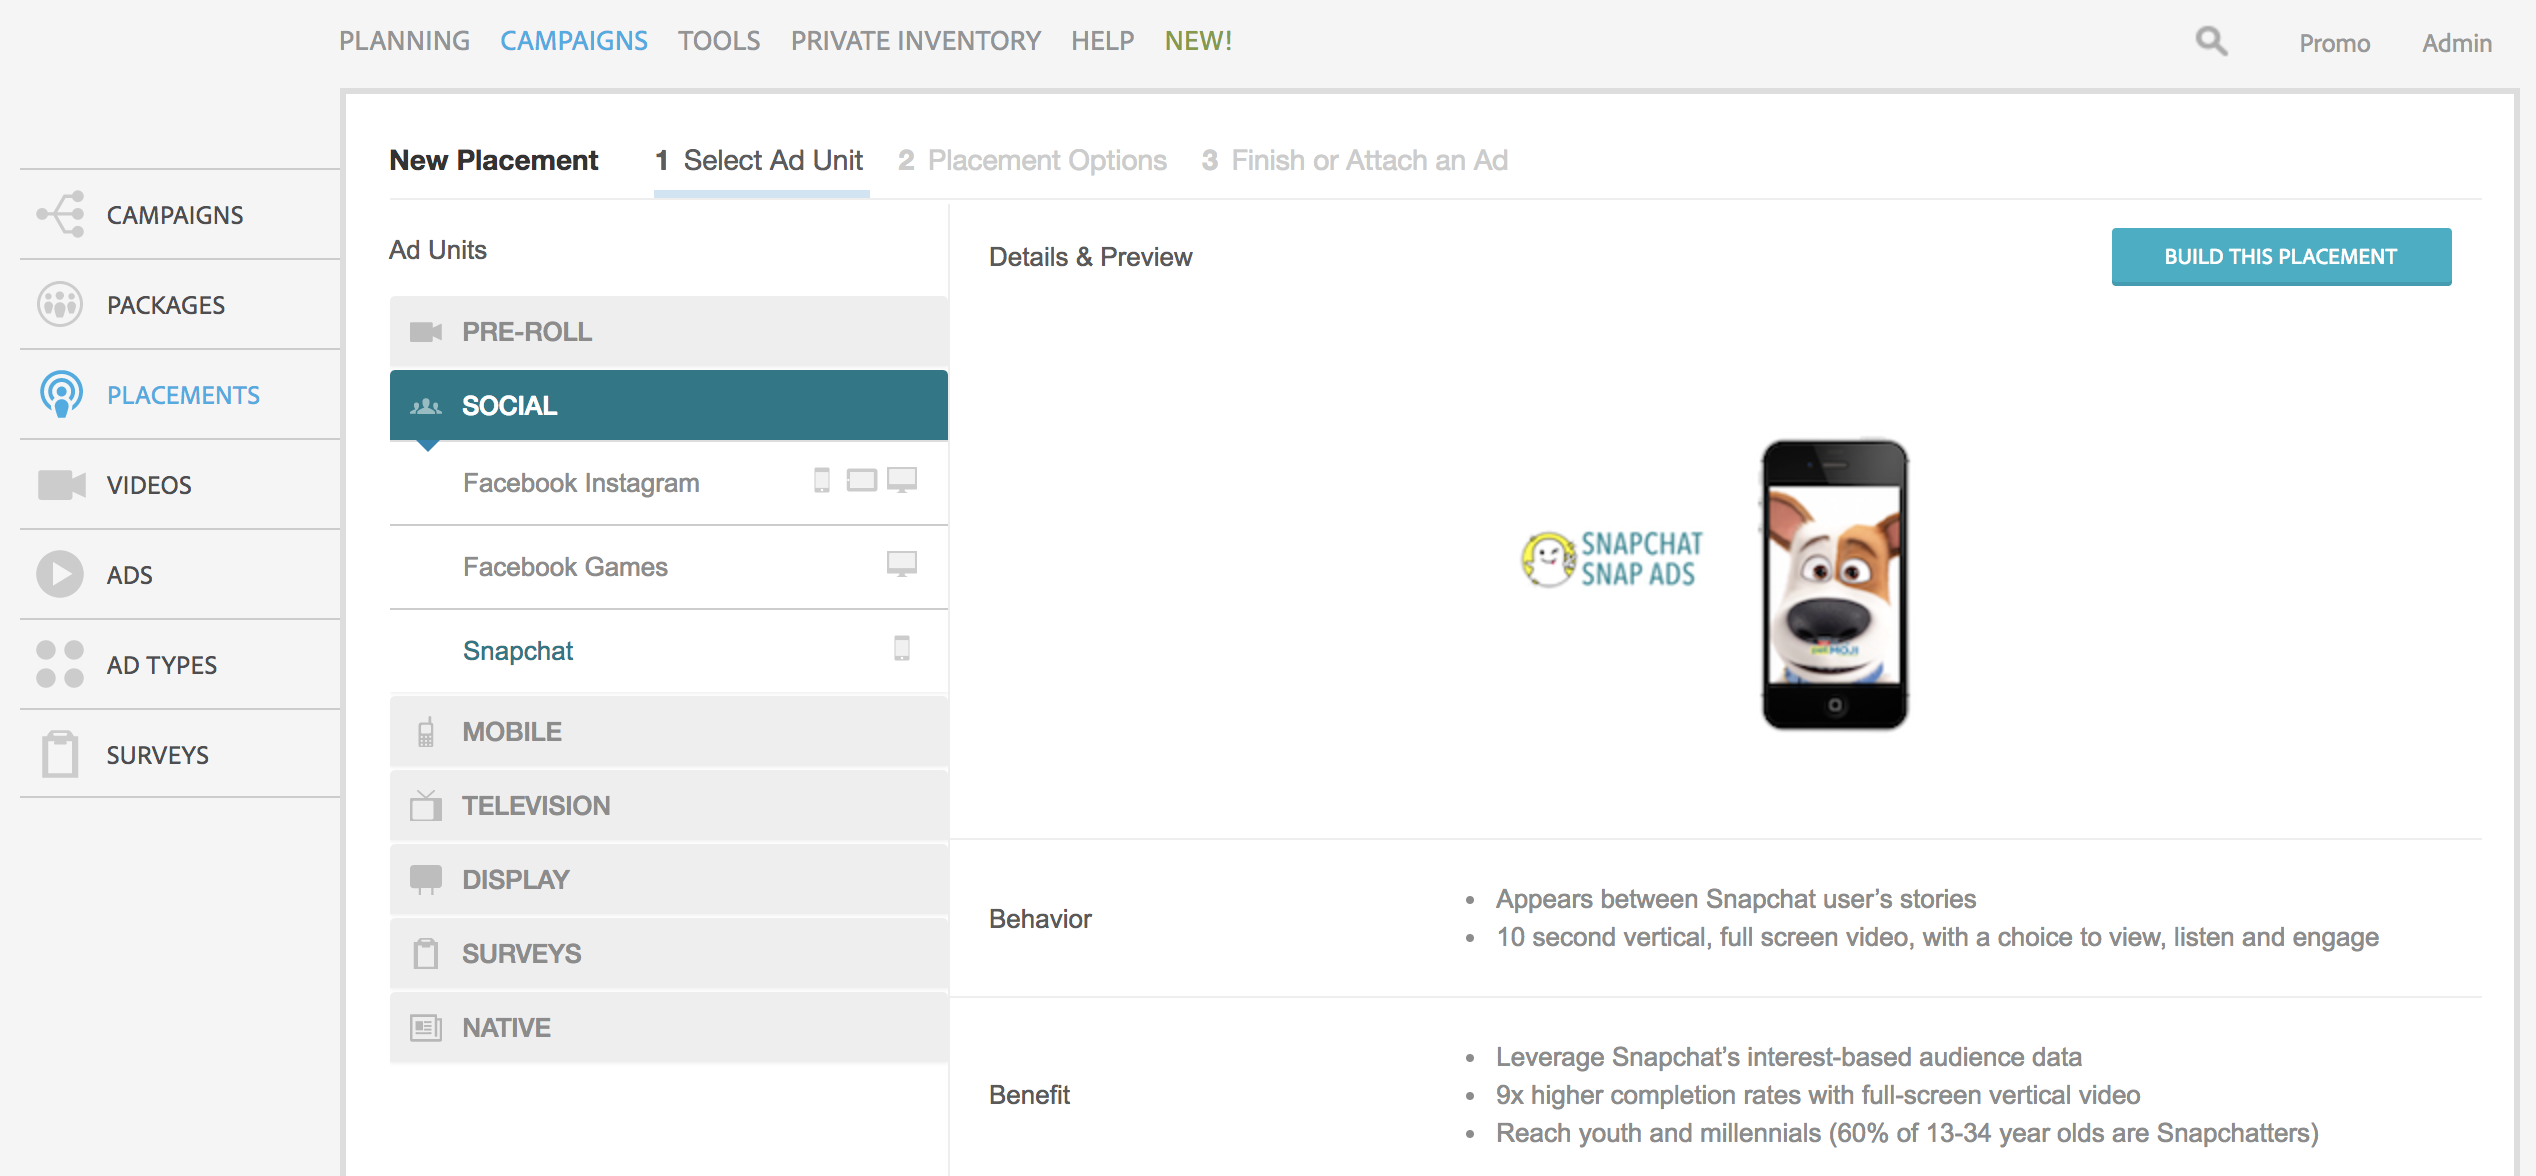 PLANNING CAMPAIGNS TOOLS PRIVATE INVENTORY HELP NEW! Promo Admin
CAMPAIGNS
PACKAGES
PLACEMENTS
VIDEOS
ADS
AD TYPES
SURVEYS
New Placement 1 Select Ad Unit 2 Placement Options 3 Finish or Attach an Ad
Ad Units
PRE-ROLL
SOCIAL
Facebook Instagram
Facebook Games
Snapchat
MOBILE
TELEVISION
DISPLAY
SURVEYS
NATIVE
Details & Preview
BUILD THIS PLACEMENT
SNAPCHAT
SNAP ADS
petMOJI
Behavior
• Appears between Snapchat user’s stories
• 10 second vertical, full screen video, with a choice to view, listen and engage
Benefit
• Leverage Snapchat’s interest-based audience data
• 9x higher completion rates with full-screen vertical video
• Reach youth and millennials (60% of 13-34 year olds are Snapchatters)